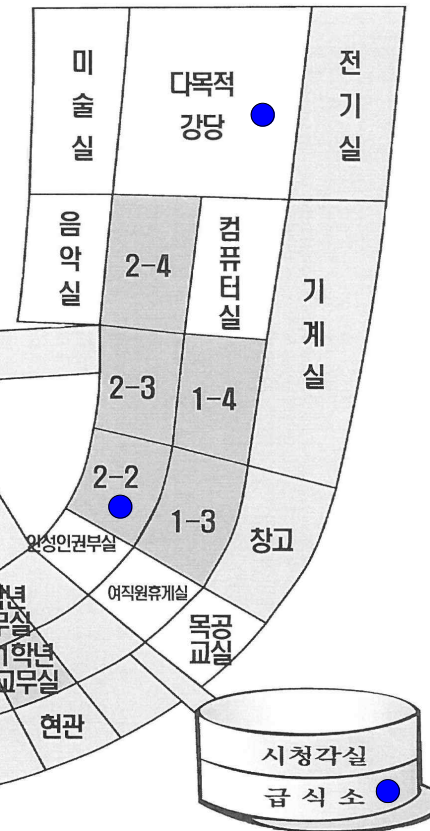 미술실
다목적
강당
전기실
음악실
2-4
컴퓨터실
기계실
2-3
1-4
2-2
1-3
창고
인성인권부실
여직원휴게실
목공
교실
1학년
교무실
현관
시청각실
급식소